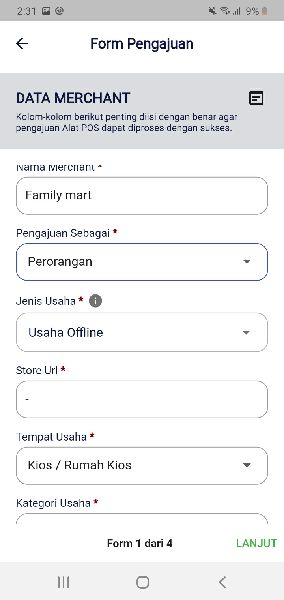 2:31
9%
Form Pengajuan
DATA MERCHANT
Kolom-kolom berikut penting diisi dengan benar agar
pengajuan Alat POS dapat diproses dengan sukses.
Nama Merchant *
Family mart
Pengajuan Sebagai *
Perorangan
Jenis Usaha *
Usaha Offline
Store Url *
-
Tempat Usaha *
Kios / Rumah Kios
Kategori Usaha *
Form 1 dari 4
LANJUT